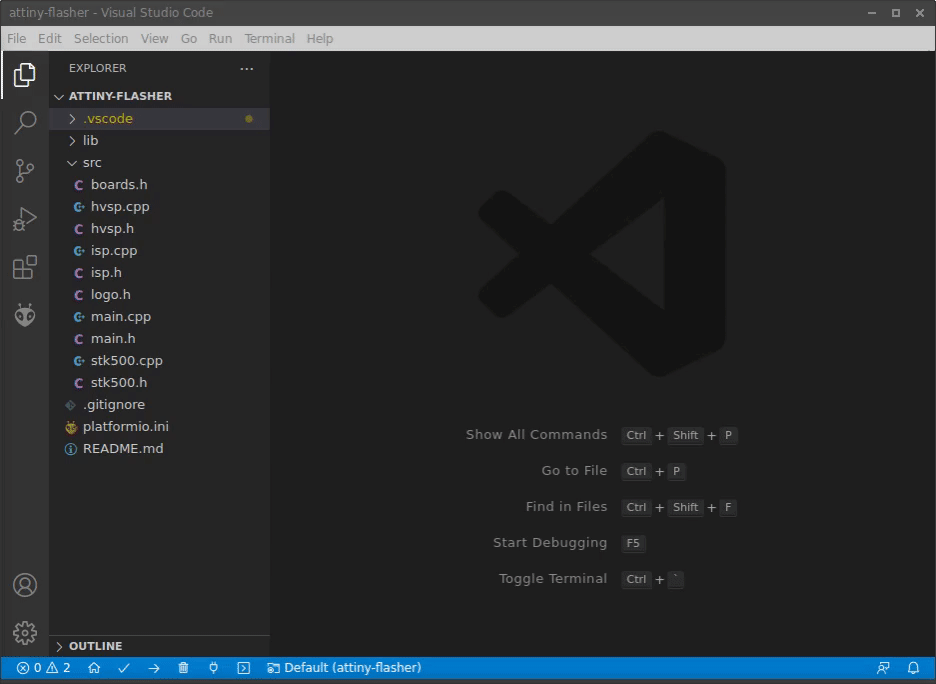 attiny-flasher - Visual Studio Code
File Edit Selection View Go Run Terminal Help
EXPLORER
ATTINY-FLASHER
.vscode
lib
src
boards.h
hvsp.cpp
hvsp.h
isp.cpp
isp.h
logo.h
main.cpp
main.h
stk500.cpp
stk500.h
.gitignore
platformio.ini
README.md
Show All Commands Ctrl + Shift + P
Go to File Ctrl + P
Find in Files Ctrl + Shift + F
Start Debugging F5
Toggle Terminal Ctrl + `
OUTLINE
0 2 Default (attiny-flasher)